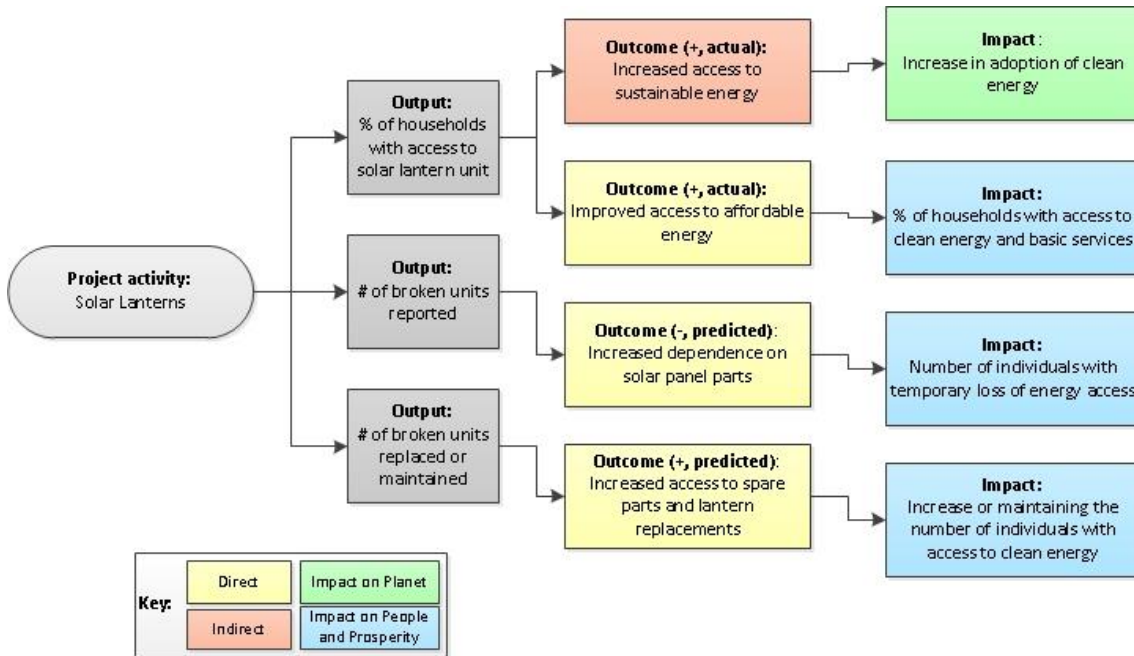 Project activity:
Solar Lanterns
Output:
% of households
with access to
solar lantern unit
Output:
# of broken units
reported
Output:
# of broken units
replaced or
maintained
Outcome (+, actual):
Increased access to
sustainable energy
Outcome (+, actual):
Improved access to affordable
energy
Outcome (-, predicted):
Increased dependence on
solar panel parts
Outcome (+, predicted):
Increased access to spare
parts and lantern
replacements
Impact :
Increase in adoption of clean
energy
Impact:
% of households with access to
clean energy and basic services
Impact:
Number of individuals with
temporary loss of energy access
Impact:
Increase or maintaining the
number of individuals with
access to clean energy
Key:
Direct
Impact on Planet
Indirect
Impact on People
and Prosperity